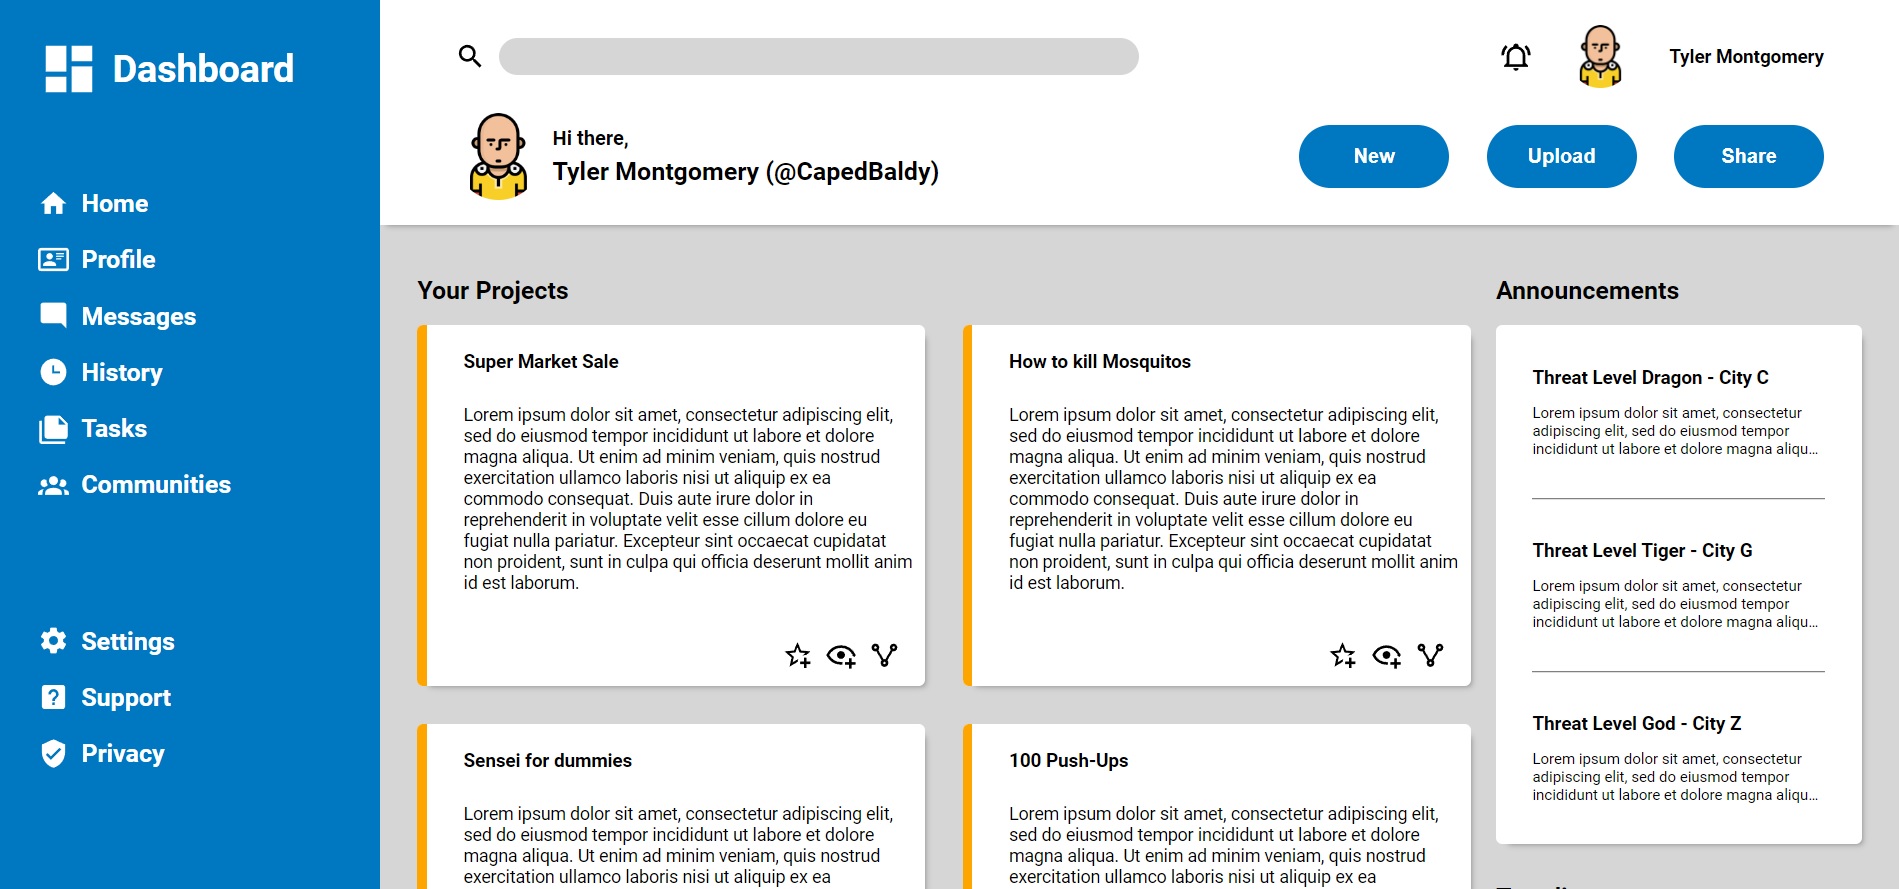 Dashboard
Home
Profile
Messages
History
Tasks
Communities
Settings
Support
Privacy
Tyler Montgomery
Hi there,
Tyler Montgomery (@CapedBaldy)
New
Upload
Share
Your Projects
Super Market Sale
Lorem ipsum dolor sit amet, consectetur adipiscing elit,
sed do eiusmod tempor incididunt ut labore et dolore
magna aliqua. Ut enim ad minim veniam, quis nostrud
exercitation ullamco laboris nisi ut aliquip ex ea
commodo consequat. Duis aute irure dolor in
reprehenderit in voluptate velit esse cillum dolore eu
fugiat nulla pariatur. Excepteur sint occaecat cupidatat
non proident, sunt in culpa qui officia deserunt mollit anim
id est laborum.
How to kill Mosquitos
Lorem ipsum dolor sit amet, consectetur adipiscing elit,
sed do eiusmod tempor incididunt ut labore et dolore
magna aliqua. Ut enim ad minim veniam, quis nostrud
exercitation ullamco laboris nisi ut aliquip ex ea
commodo consequat. Duis aute irure dolor in
reprehenderit in voluptate velit esse cillum dolore eu
fugiat nulla pariatur. Excepteur sint occaecat cupidatat
non proident, sunt in culpa qui officia deserunt mollit anim
id est laborum.
Sensei for dummies
Lorem ipsum dolor sit amet, consectetur adipiscing elit,
sed do eiusmod tempor incididunt ut labore et dolore
magna aliqua. Ut enim ad minim veniam, quis nostrud
exercitation ullamco laboris nisi ut aliquip ex ea
100 Push-Ups
Lorem ipsum dolor sit amet, consectetur adipiscing elit,
sed do eiusmod tempor incididunt ut labore et dolore
magna aliqua. Ut enim ad minim veniam, quis nostrud
exercitation ullamco laboris nisi ut aliquip ex ea
Announcements
Threat Level Dragon - City C
Lorem ipsum dolor sit amet, consectetur
adipiscing elit, sed do eiusmod tempor
incididunt ut labore et dolore magna aliqu...
Threat Level Tiger - City G
Lorem ipsum dolor sit amet, consectetur
adipiscing elit, sed do eiusmod tempor
incididunt ut labore et dolore magna aliqu...
Threat Level God - City Z
Lorem ipsum dolor sit amet, consectetur
adipiscing elit, sed do eiusmod tempor
incididunt ut labore et dolore magna aliqu...